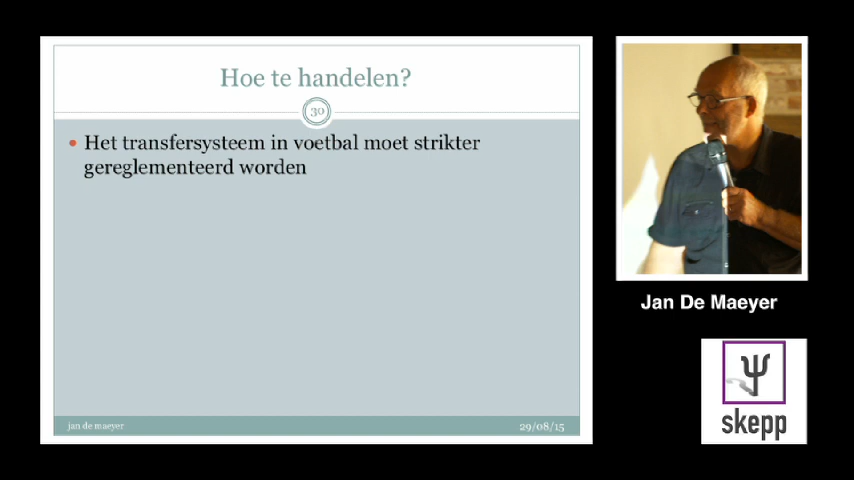 Hoe te handelen?
30
Het transfersysteem in voetbal moet strikter
gereglementeerd worden
jan de maeyer
29/08/15
Jan De Maeyer
skepp